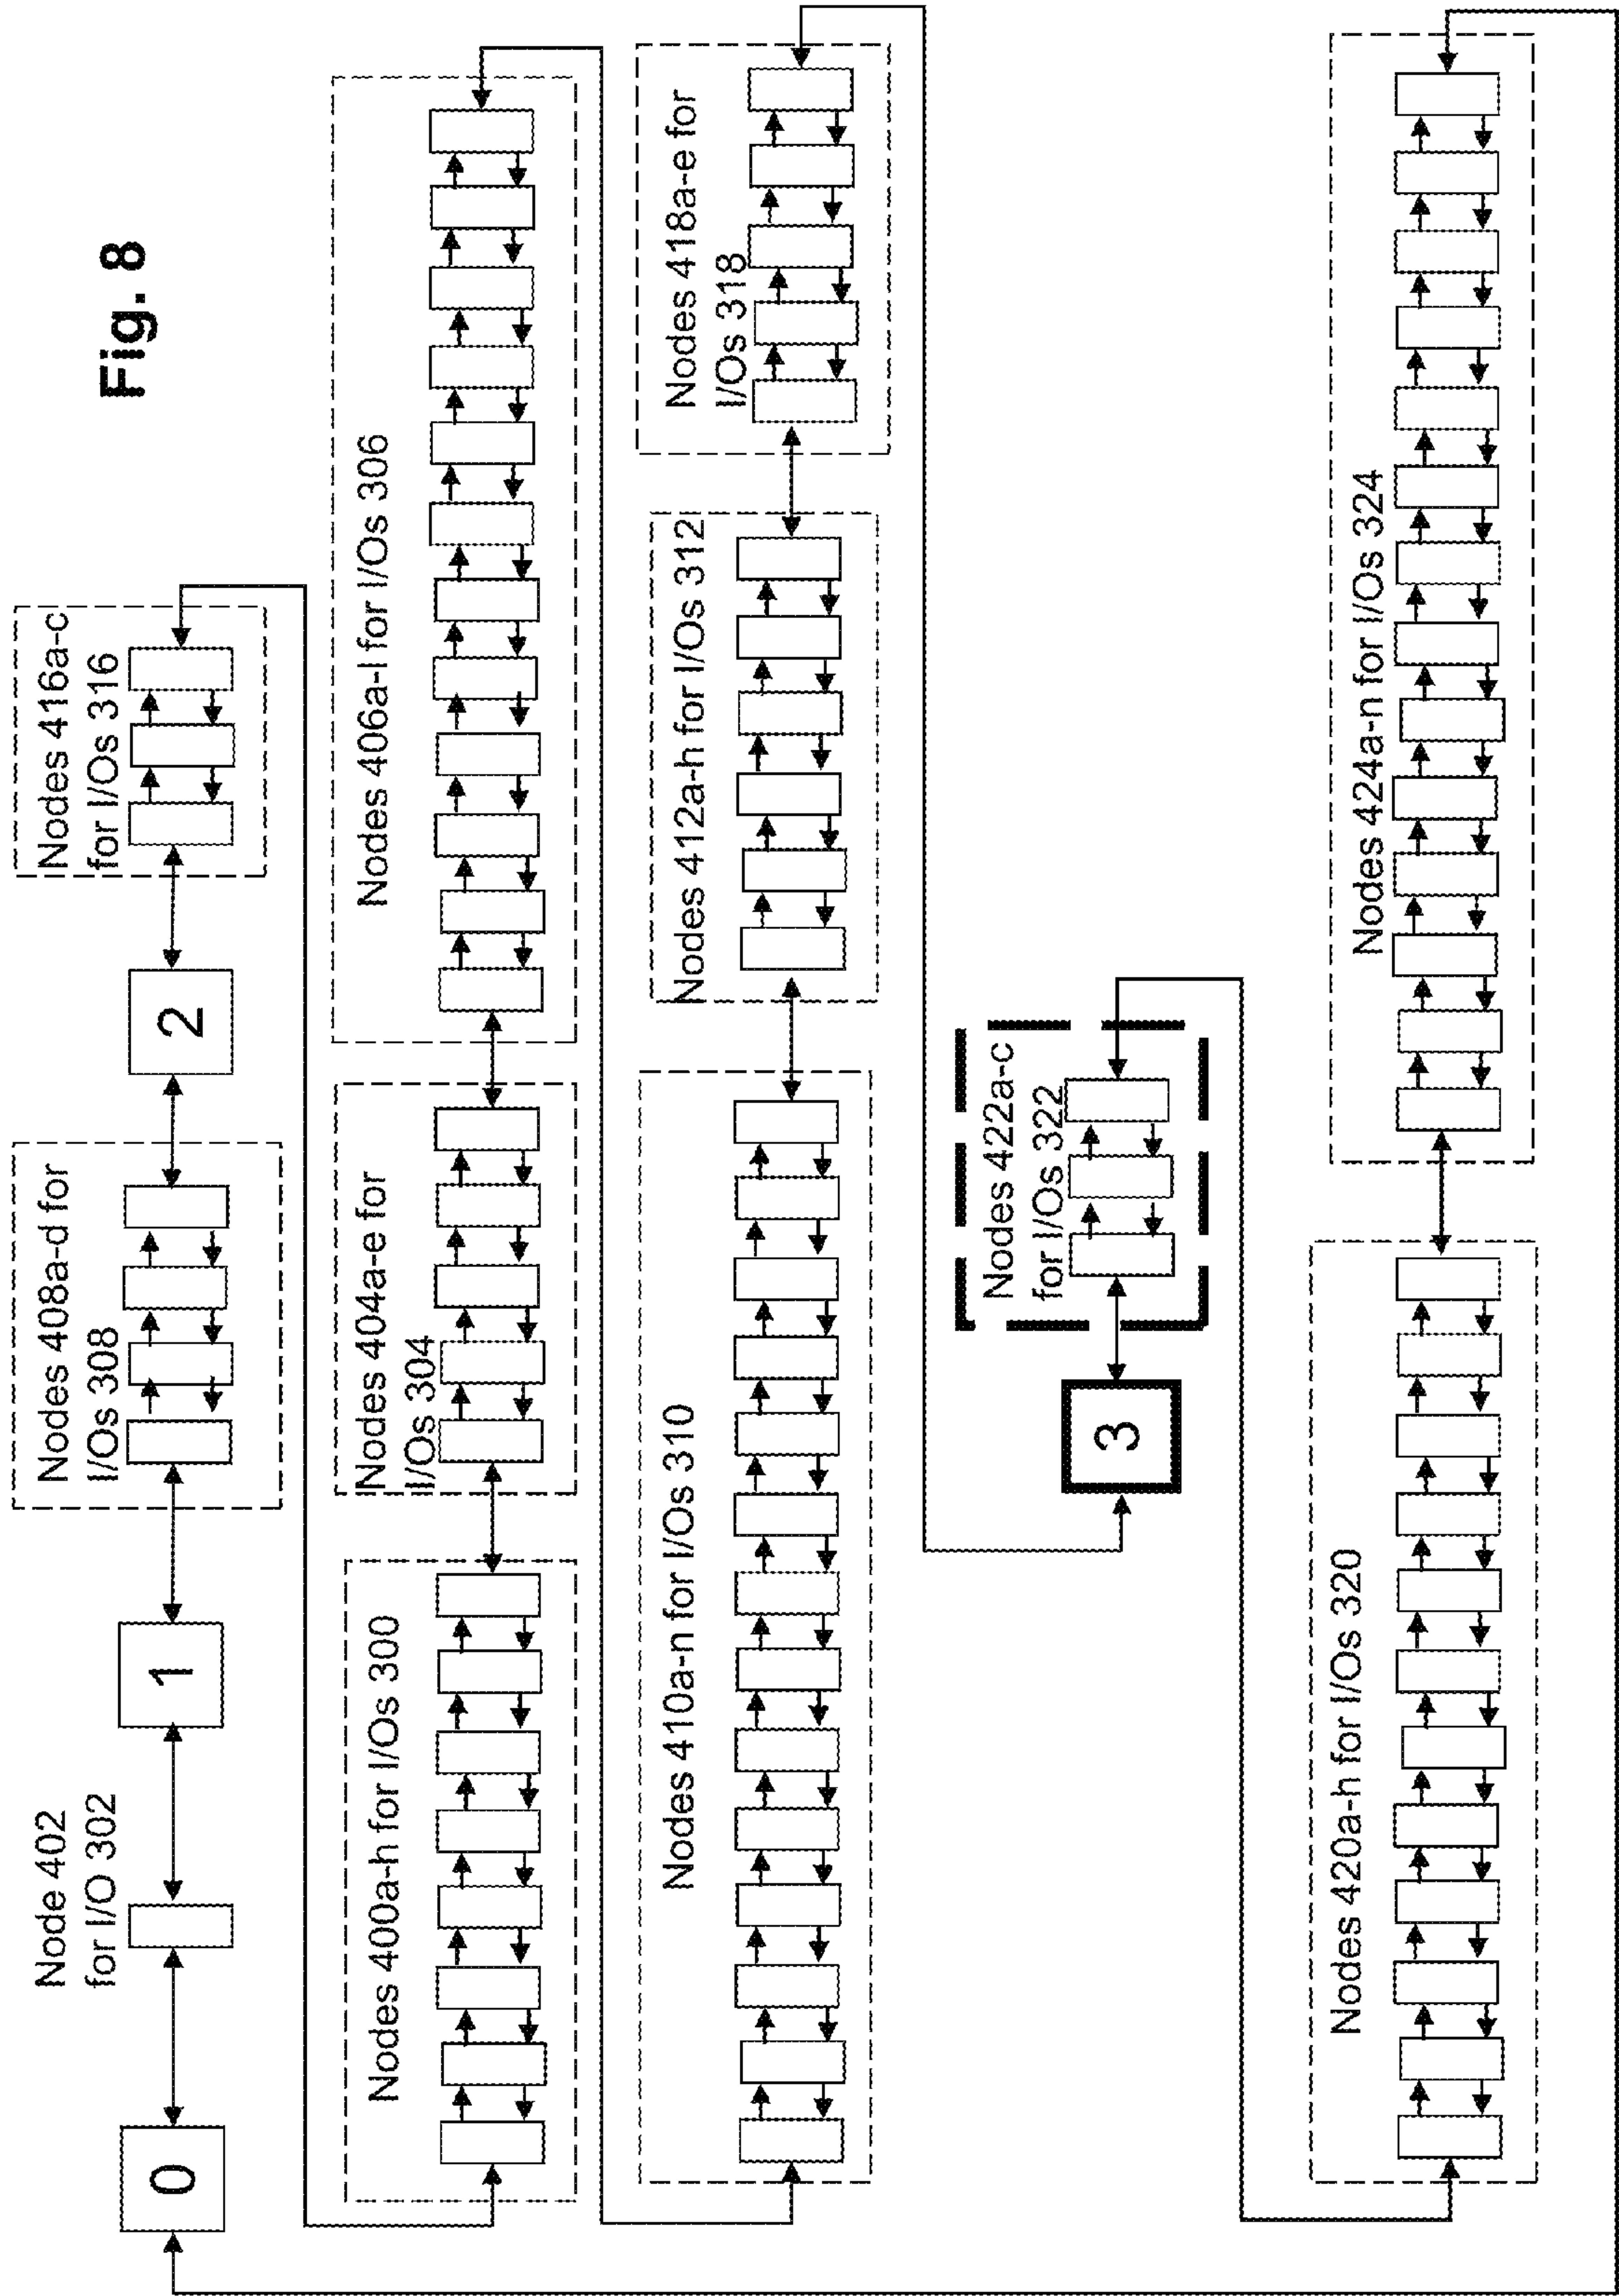 Fig. 8
0
Node 402
for I/O 302
1
Nodes 408a-d for
I/Os 308
2
Nodes 416a-c
for I/Os 316
Nodes 400a-h for I/Os 300
Nodes 404a-e for
I/Os 304
Nodes 406a-l for I/Os 306
Nodes 410a-n for I/Os 310
Nodes 412a-h for I/Os 312
Nodes 418a-e for
I/Os 318
3
Nodes 422a-c
for I/Os 322
Nodes 420a-h for I/Os 320
Nodes 424a-n for I/Os 324